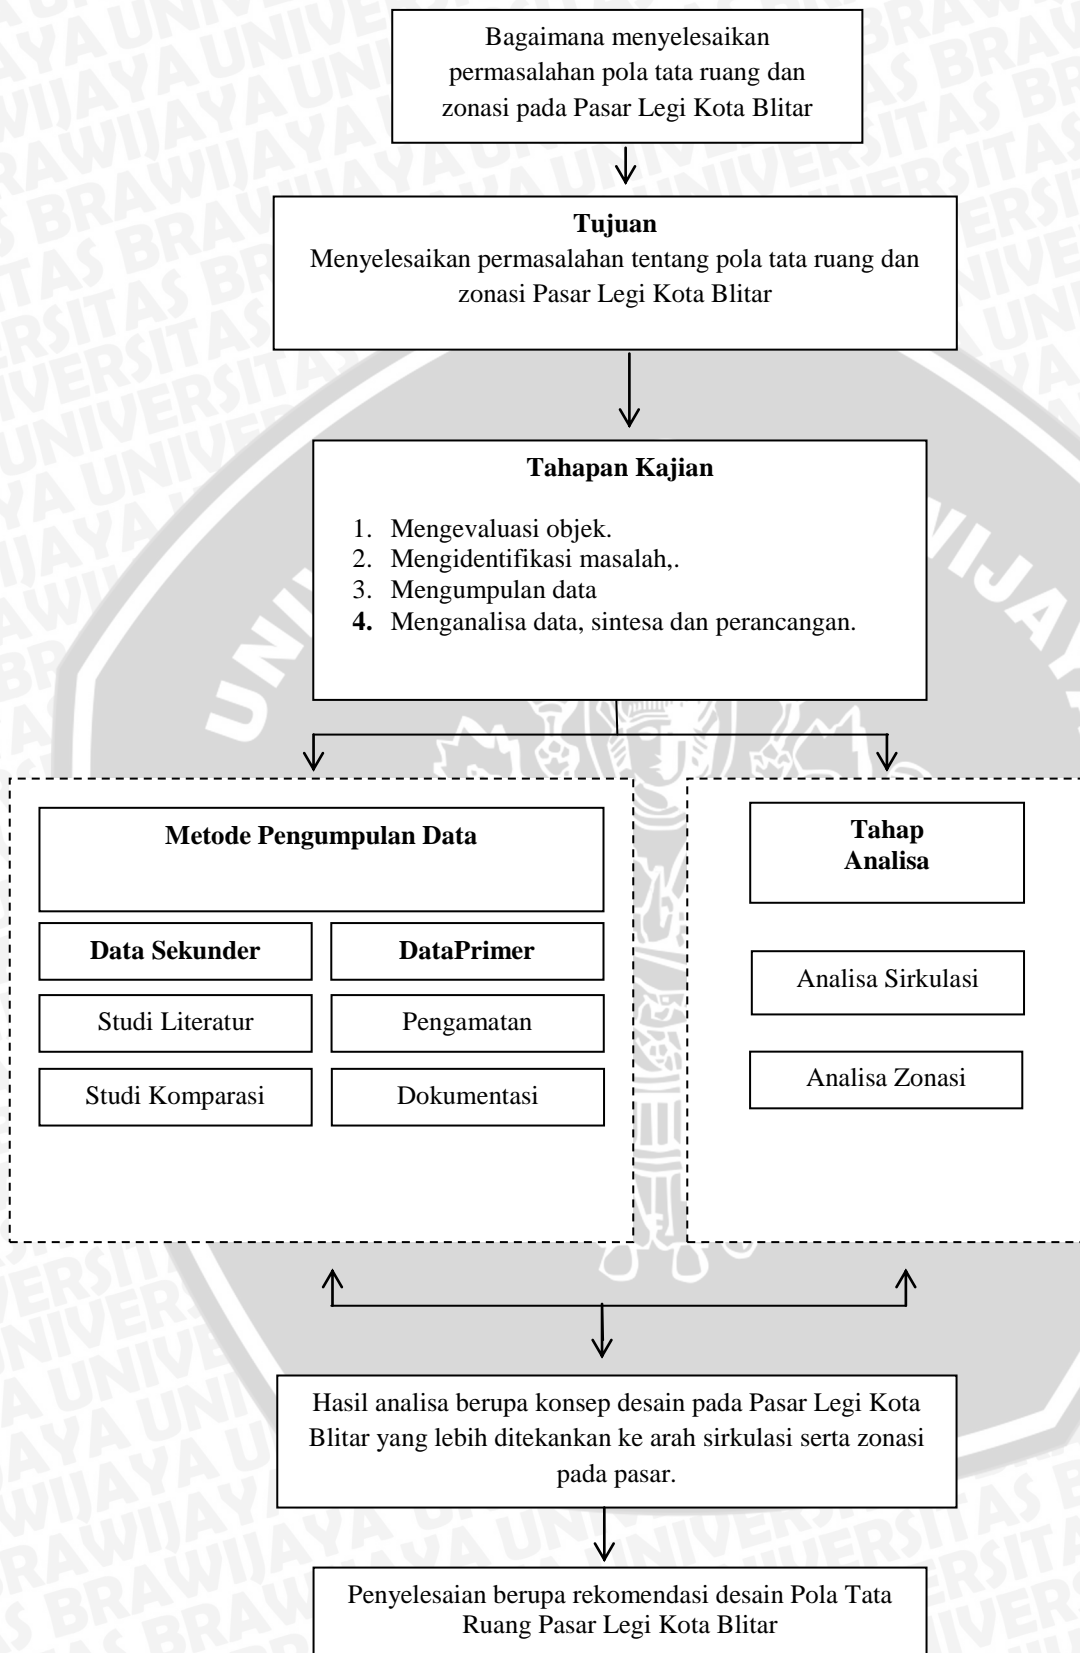 Bagaimana menyelesaikan
permasalahan pola tata ruang dan
zonasi pada Pasar Legi Kota Blitar
Tujuan
Menyelesaikan permasalahan tentang pola tata ruang dan
zonasi Pasar Legi Kota Blitar
Tahapan Kajian
1. Mengevaluasi objek.
2. Mengidentifikasi masalah,.
3. Mengumpulan data
4. Menganalisa data, sintesa dan perancangan.
Metode Pengumpulan Data
Data Sekunder
DataPrimer
Studi Literatur
Pengamatan
Studi Komparasi
Dokumentasi
Tahap
Analisa
Analisa Sirkulasi
Analisa Zonasi
Hasil analisa berupa konsep desain pada Pasar Legi Kota
Blitar yang lebih ditekankan ke arah sirkulasi serta zonasi
pada pasar.
Penyelesaian berupa rekomendasi desain Pola Tata
Ruang Pasar Legi Kota Blitar